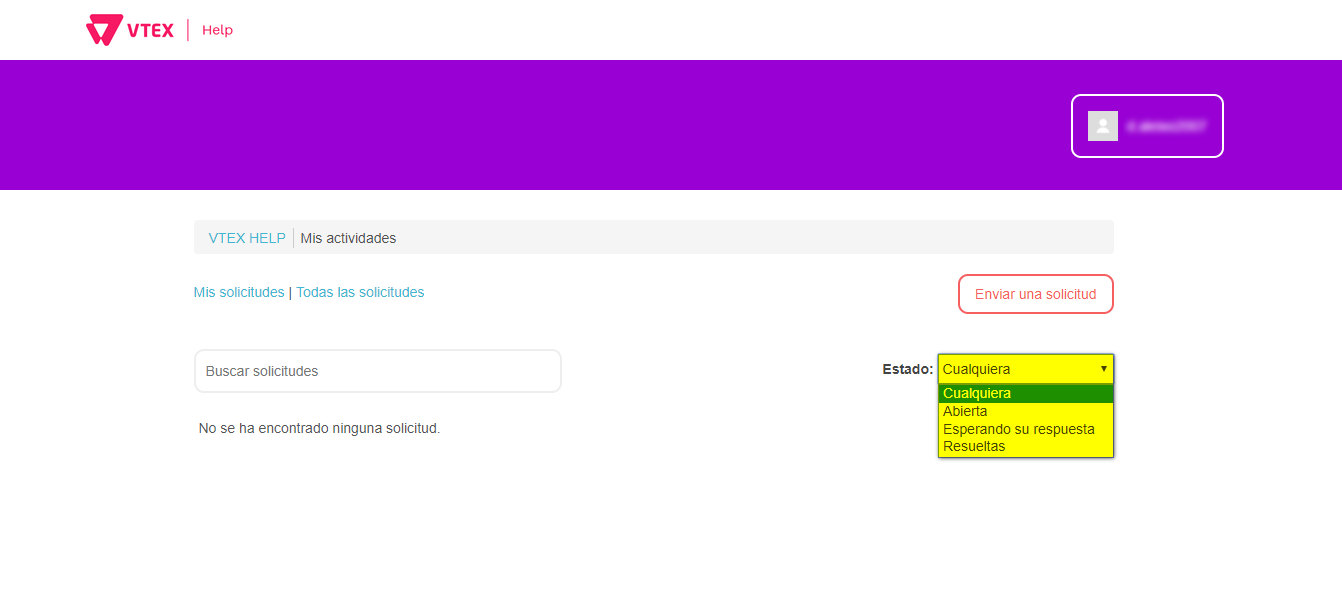 VTEX Help
VTEX HELP Mis actividades
Mis solicitudes | Todas las solicitudes
Enviar una solicitud
Buscar solicitudes
Estado: Cualquiera
Cualquiera
Abierta
Esperando su respuesta
Resueltas
No se ha encontrado ninguna solicitud.